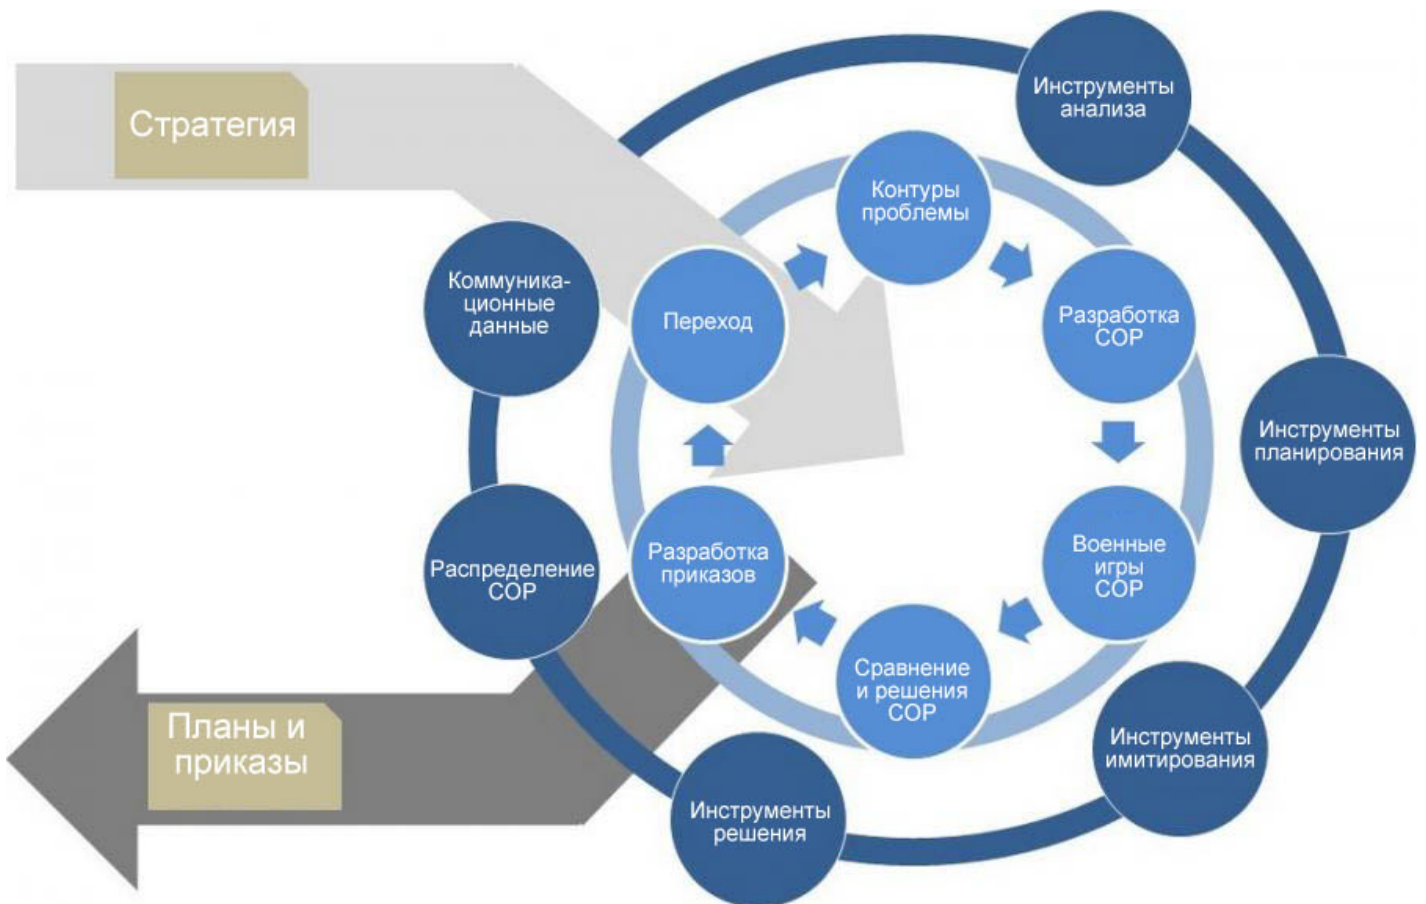 Стратегия
Инструменты
анализа
Контуры
проблемы
Коммуника-
ционные
данные
Переход
Разработка
СОР
Инструменты
планирования
Распределение
СОР
Разработка
приказов
Военные
игры
СОР
Сравнение
и решения
СОР
Планы и
приказы
Инструменты
решения
Инструменты
имитирования